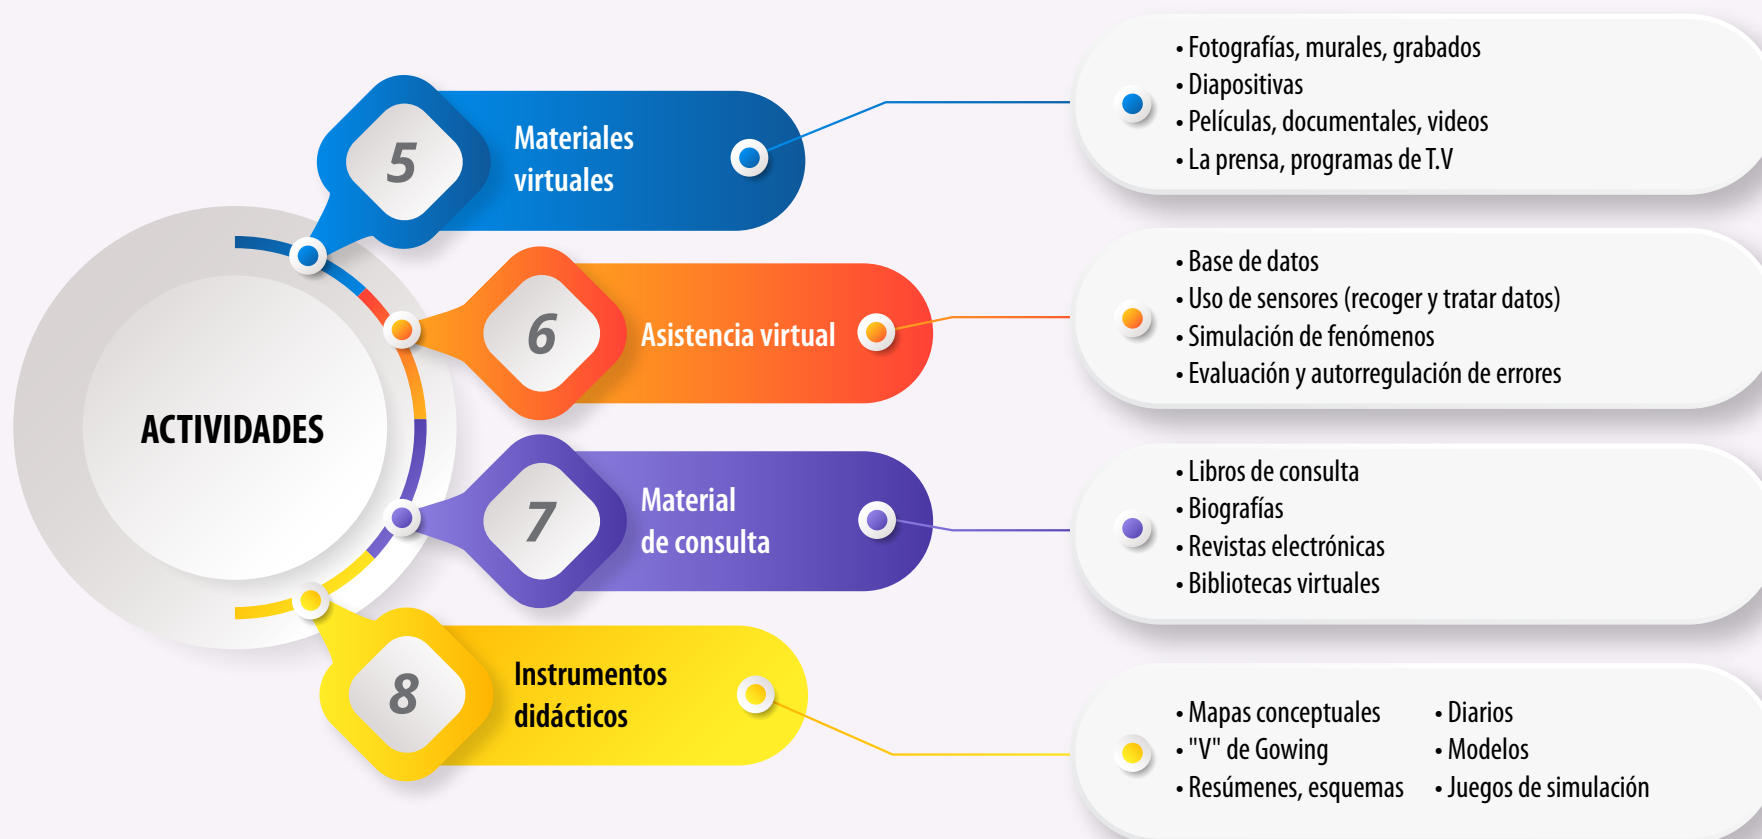 ACTIVIDADES
5
Materiales
virtuales
• Fotografías, murales, grabados
• Diapositivas
• Películas, documentales, videos
• La prensa, programas de T.V
6
Asistencia virtual
• Base de datos
• Uso de sensores (recoger y tratar datos)
• Simulación de fenómenos
• Evaluación y autorregulación de errores
7
Material
de consulta
• Libros de consulta
• Biografías
• Revistas electrónicas
• Bibliotecas virtuales
8
Instrumentos
didácticos
• Mapas conceptuales
• "V" de Gowing
• Resúmenes, esquemas
• Diarios
• Modelos
• Juegos de simulación